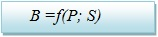 B =f(P; S)